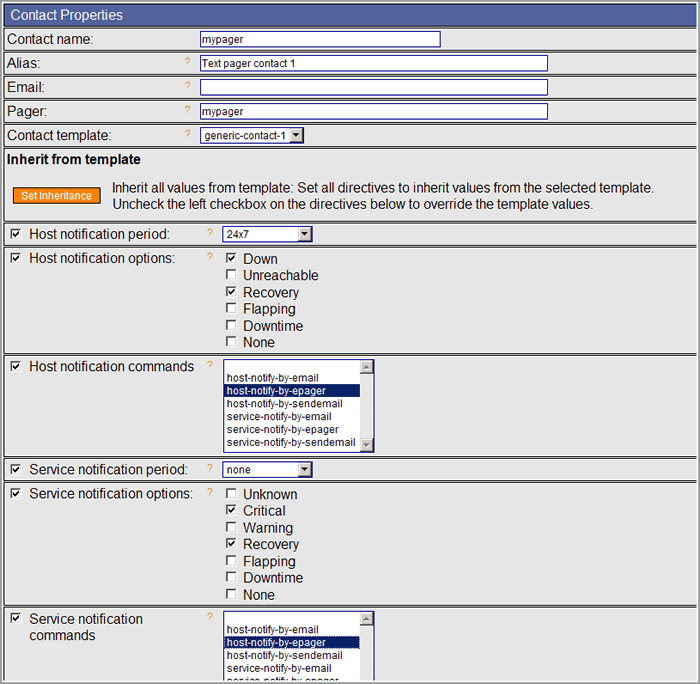 Contact Properties
Contact name: mypager
Alias: ? Text pager contact 1
Email: ?
Pager: ? mypager
Contact template: ? generic-contact-1
Inherit from template
Set Inheritance
Inherit all values from template: Set all directives to inherit values from the selected template.
Uncheck the left checkbox on the directives below to override the template values.
Host notification period: ? 24x7
Host notification options: ? Down
Unreachable
Recovery
Flapping
Downtime
None
Host notification commands ?
host-notify-by-email
host-notify-by-epager
host-notify-by-sendemail
service-notify-by-email
service-notify-by-epager
service-notify-by-sendemail
Service notification period: ? none
Service notification options: ? Unknown
Critical
Warning
Recovery
Flapping
Downtime
None
Service notification ?
commands
host-notify-by-email
host-notify-by-epager
host-notify-by-sendemail
service-notify-by-email
service-notify-by-epager